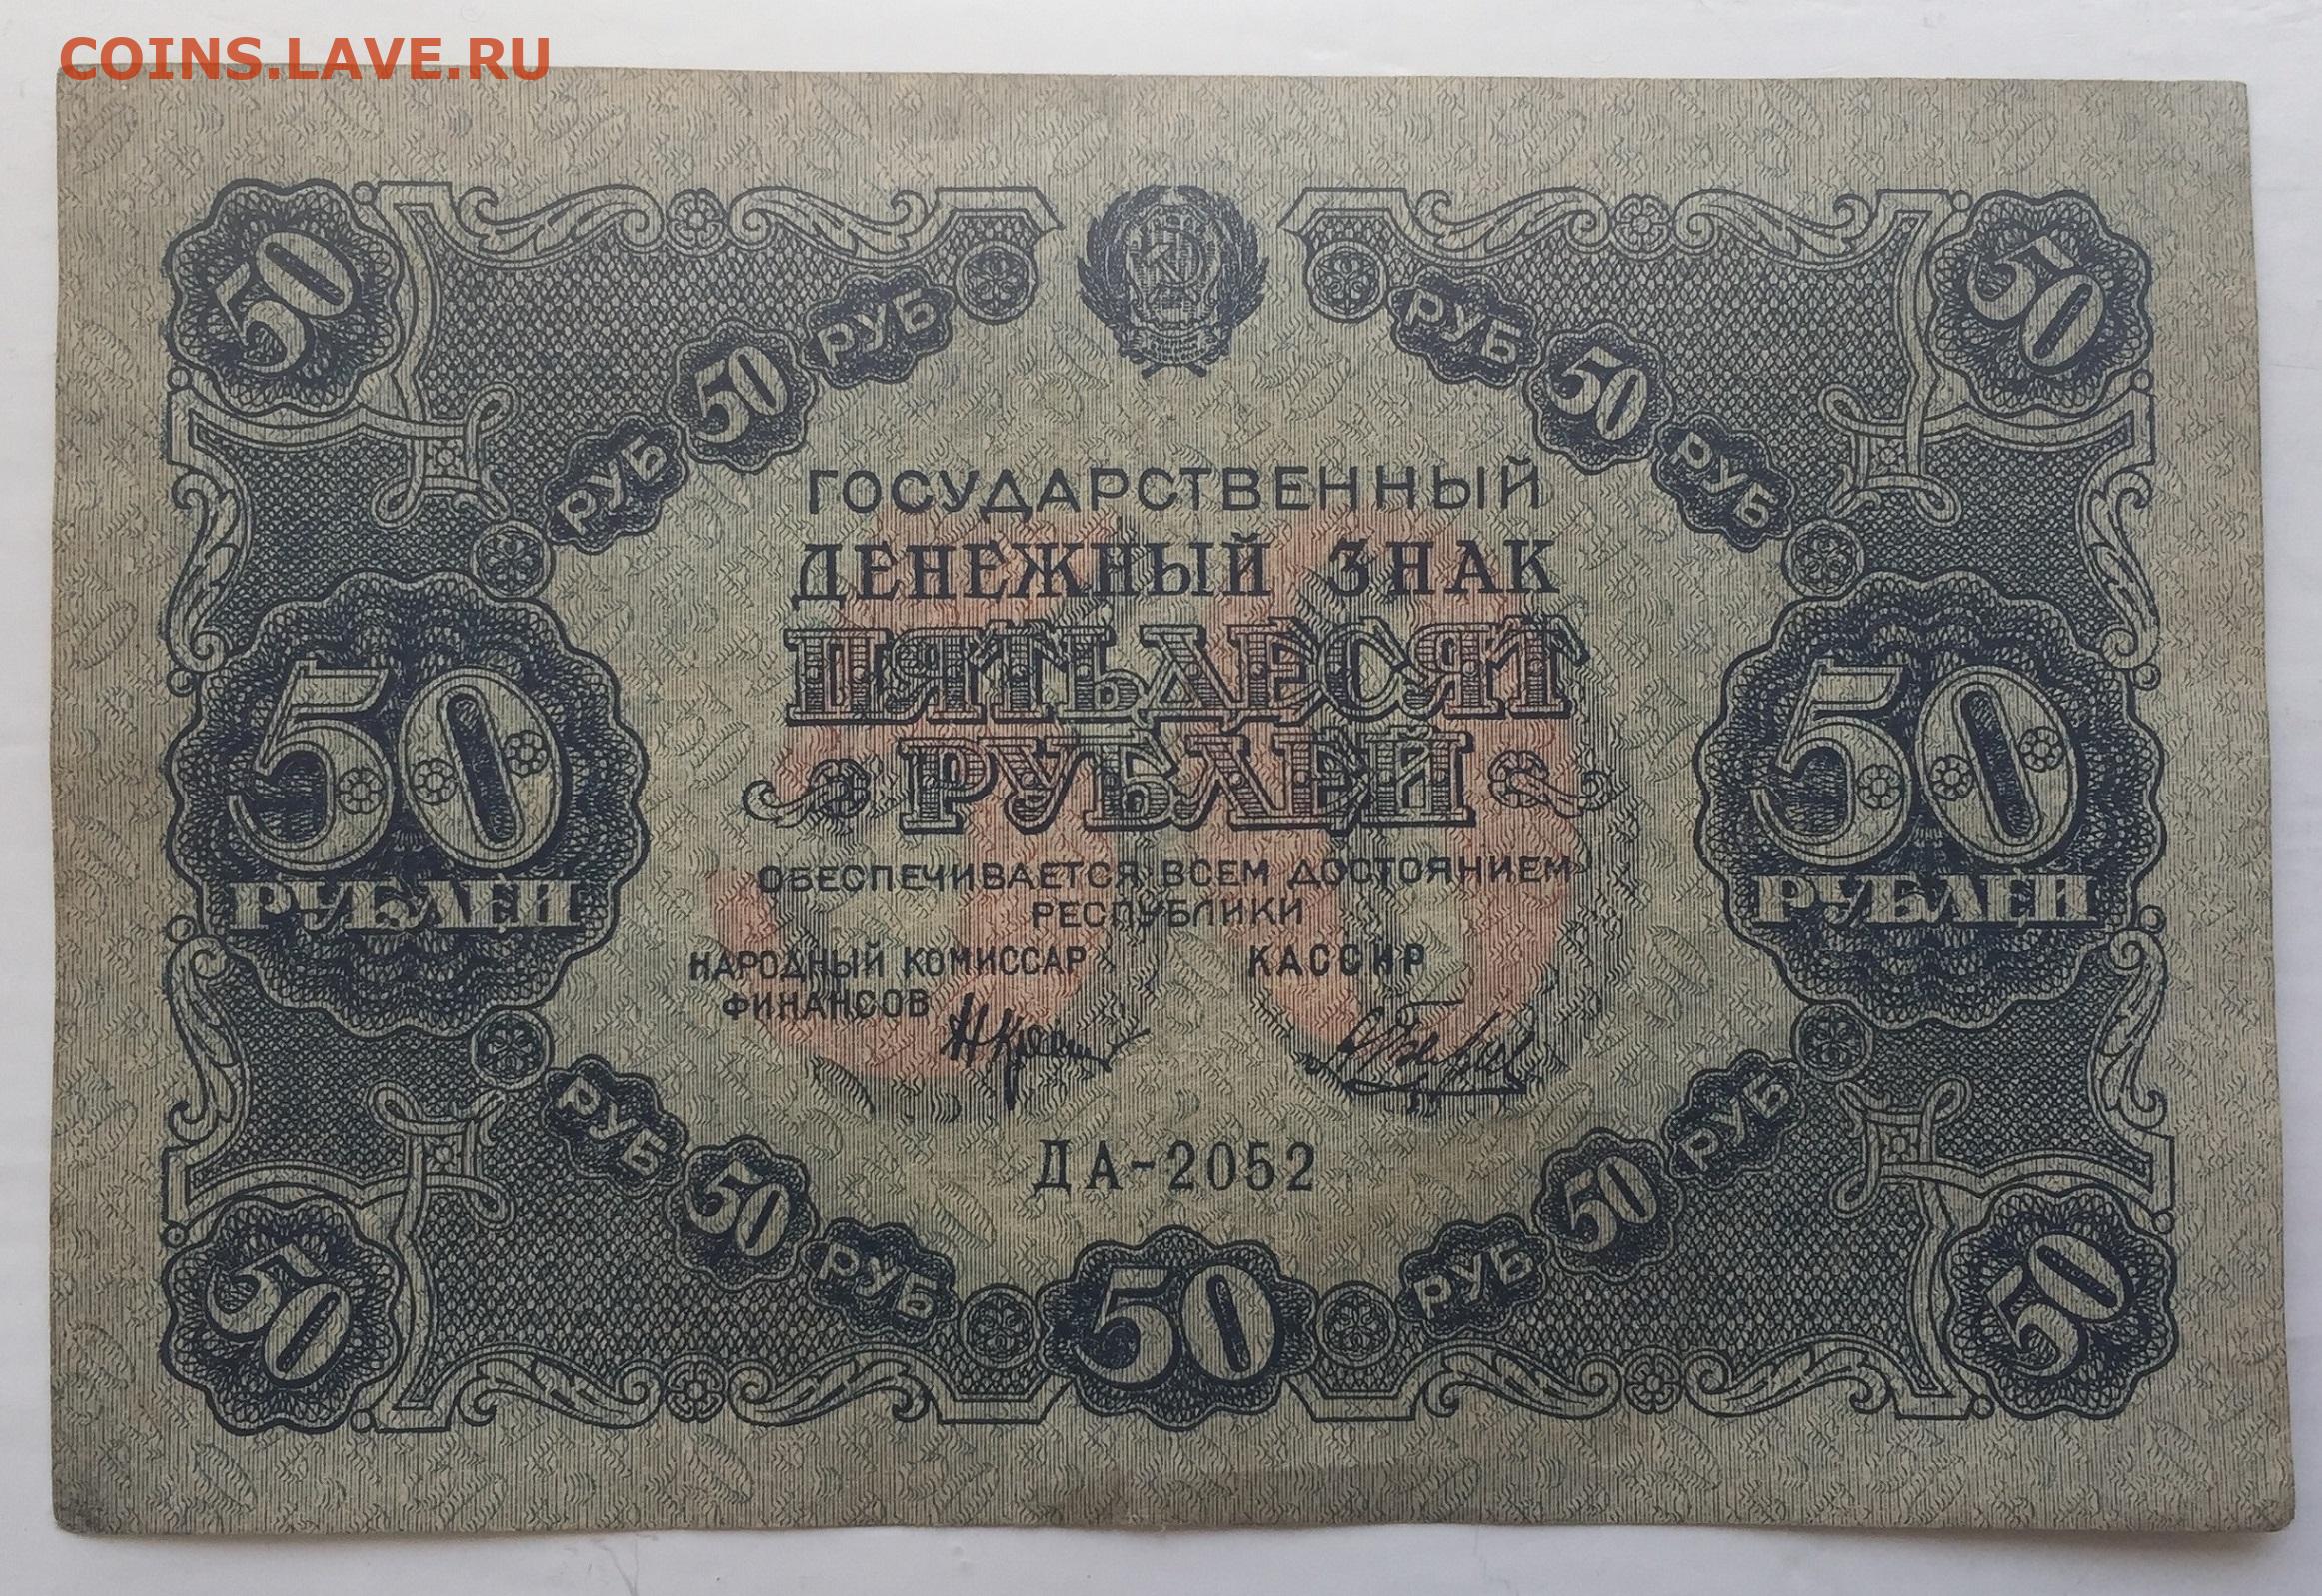 COINS.LAVE.RU
50
50
РУБ 50 РУБ
РУБ 50 РУБ
ГОСУДАРСТВЕННЫЙ
ДЕНЕЖНЫЙ ЗНАК
ПЯТЬДЕСЯТ
РУБЛЕЙ
50
РУБЛЕЙ
50
РУБЛЕЙ
ОБЕСПЕЧИВАЕТСЯ ВСЕМ ДОСТОЯНИЕМ
РЕСПУБЛИКИ
НАРОДНЫЙ КОМИССАР
ФИНАНСОВ
КАССИР
ДА-2052
РУБ 50 РУБ
50
РУБ 50 РУБ
50
50